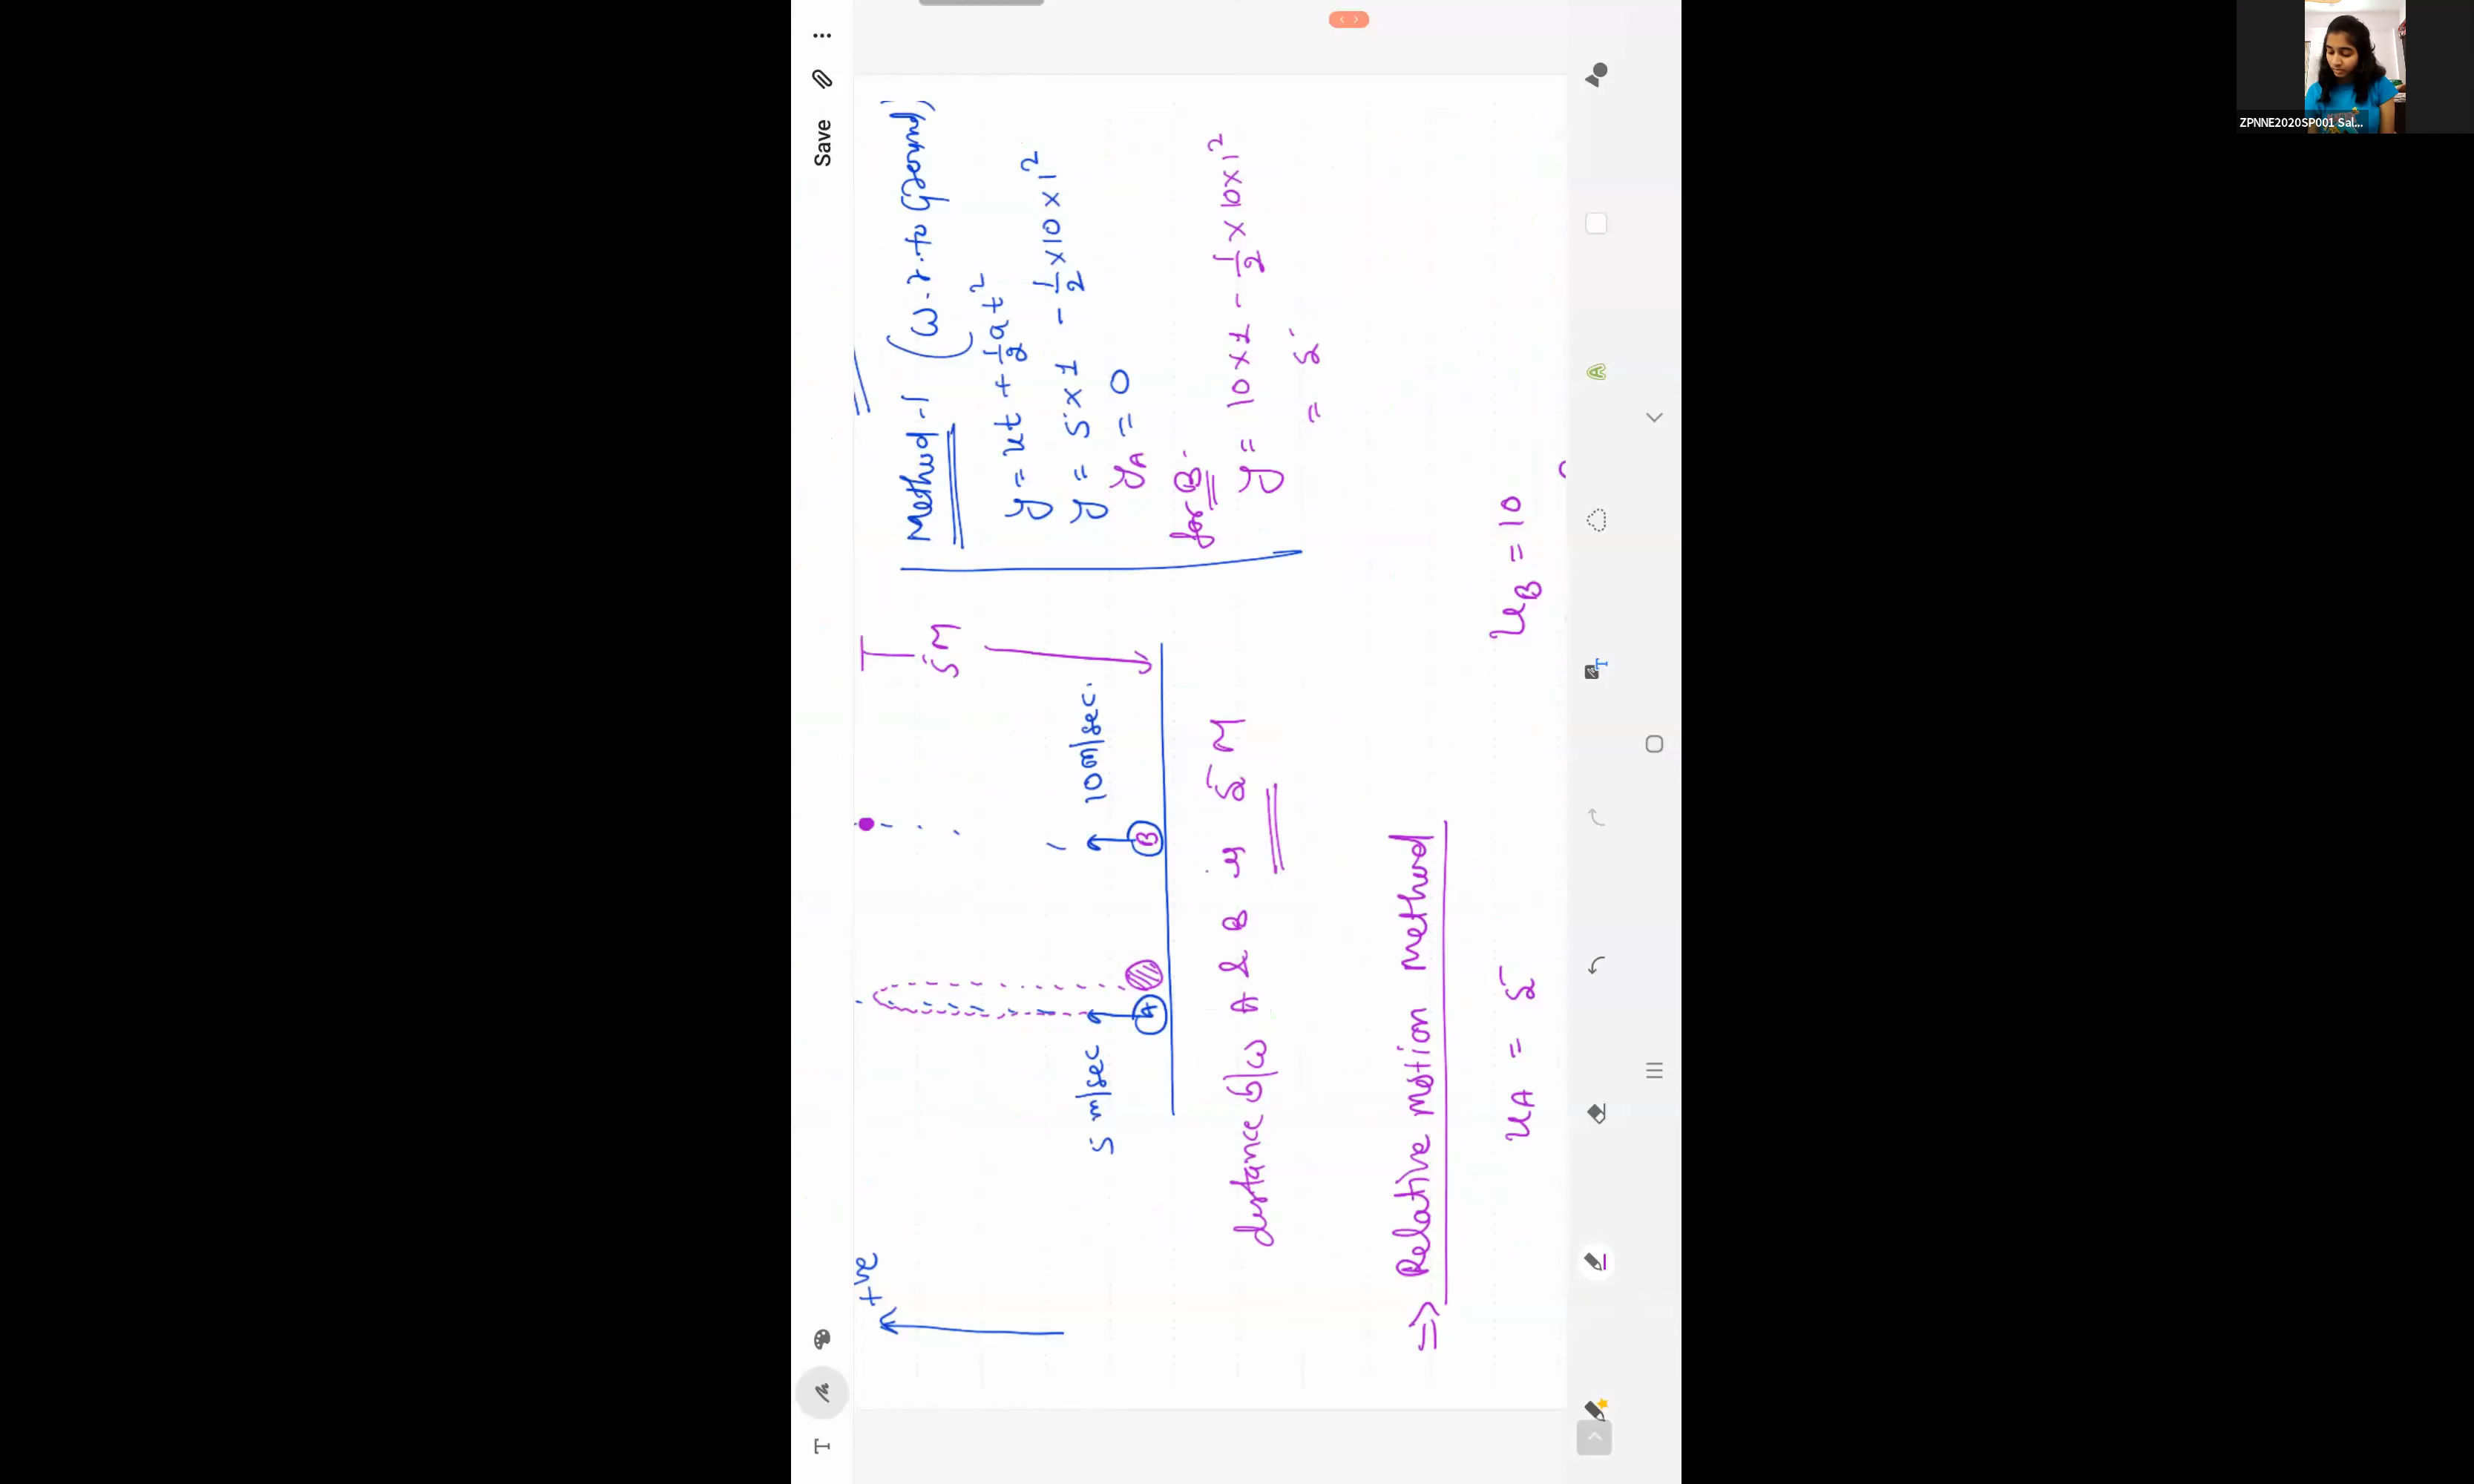 Save
T
+ve
5 m/sec
10 m/sec.
A
B
5 M
Method-1 (w.r.to Ground)
y = ut + 1/2 at²
y = 5 × 1 - 1/2 × 10 × 1²
yA = 0
for B.
y = 10 × 1 - 1/2 × 10 × 1²
= 5
distance b/w A & B is 5 M
⇒ Relative motion method
uA = 5
uB = 10
ZPNNE2020SP001 Sal...